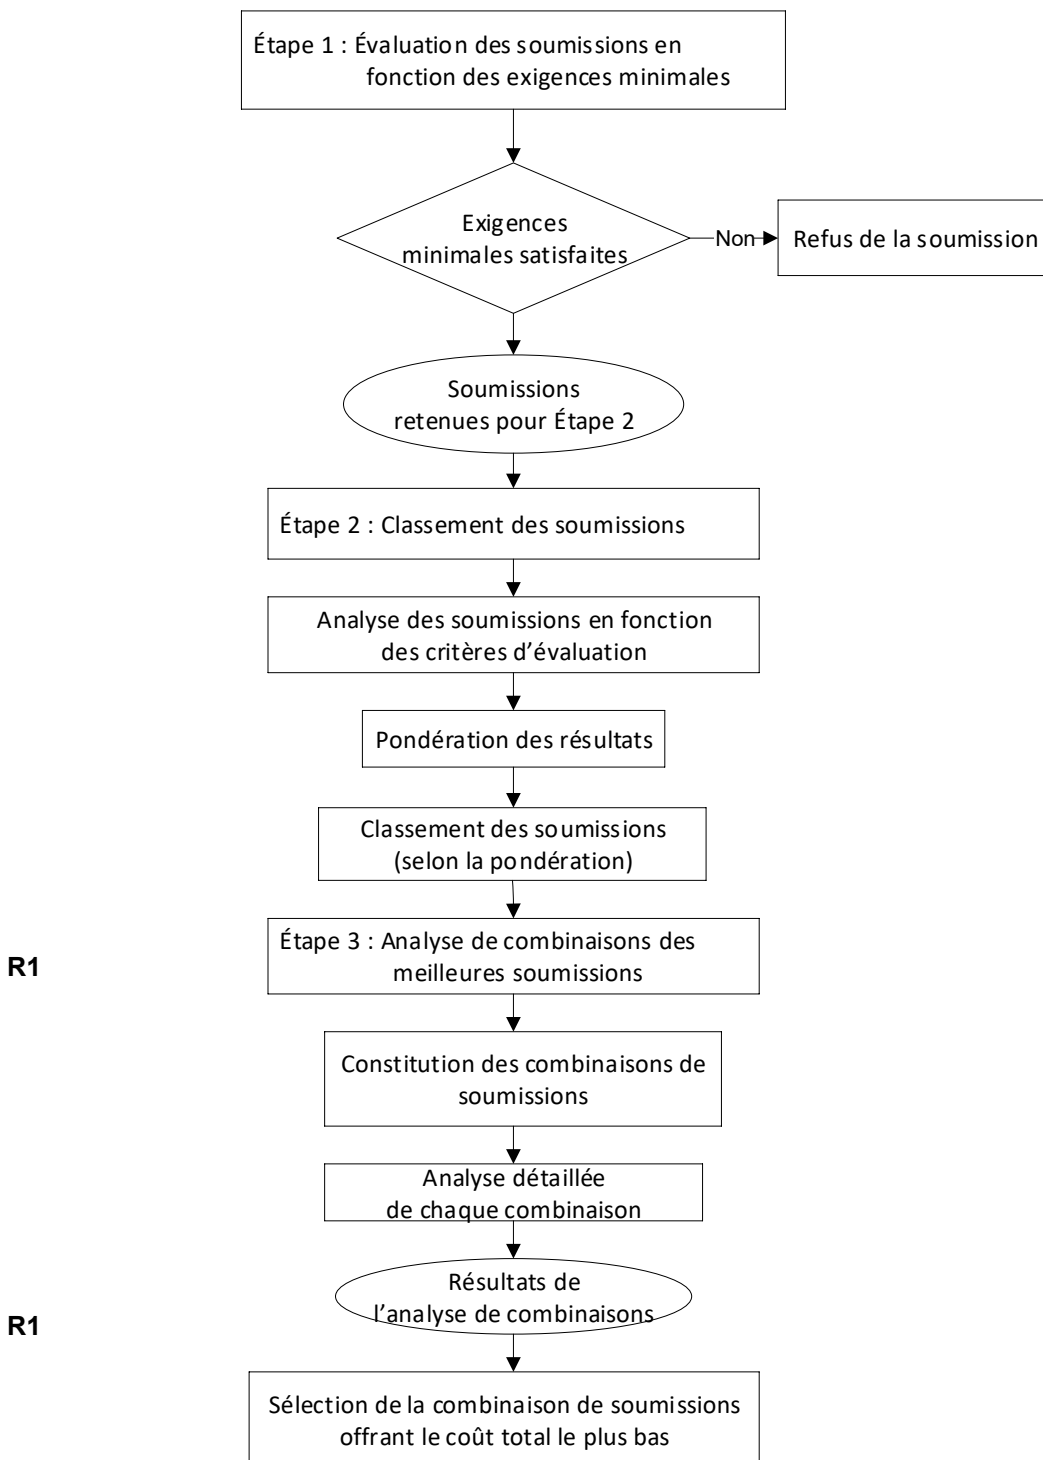 Étape 1 : Évaluation des soumissions en
fonction des exigences minimales
Exigences
minimales satisfaites
Non
Refus de la soumission
Soumissions
retenues pour Étape 2
Étape 2 : Classement des soumissions
Analyse des soumissions en fonction
des critères d’évaluation
Pondération des résultats
Classement des soumissions
(selon la pondération)
R1
Étape 3 : Analyse de combinaisons des
meilleures soumissions
Constitution des combinaisons de
soumissions
Analyse détaillée
de chaque combinaison
Résultats de
l’analyse de combinaisons
R1
Sélection de la combinaison de soumissions
offrant le coût total le plus bas